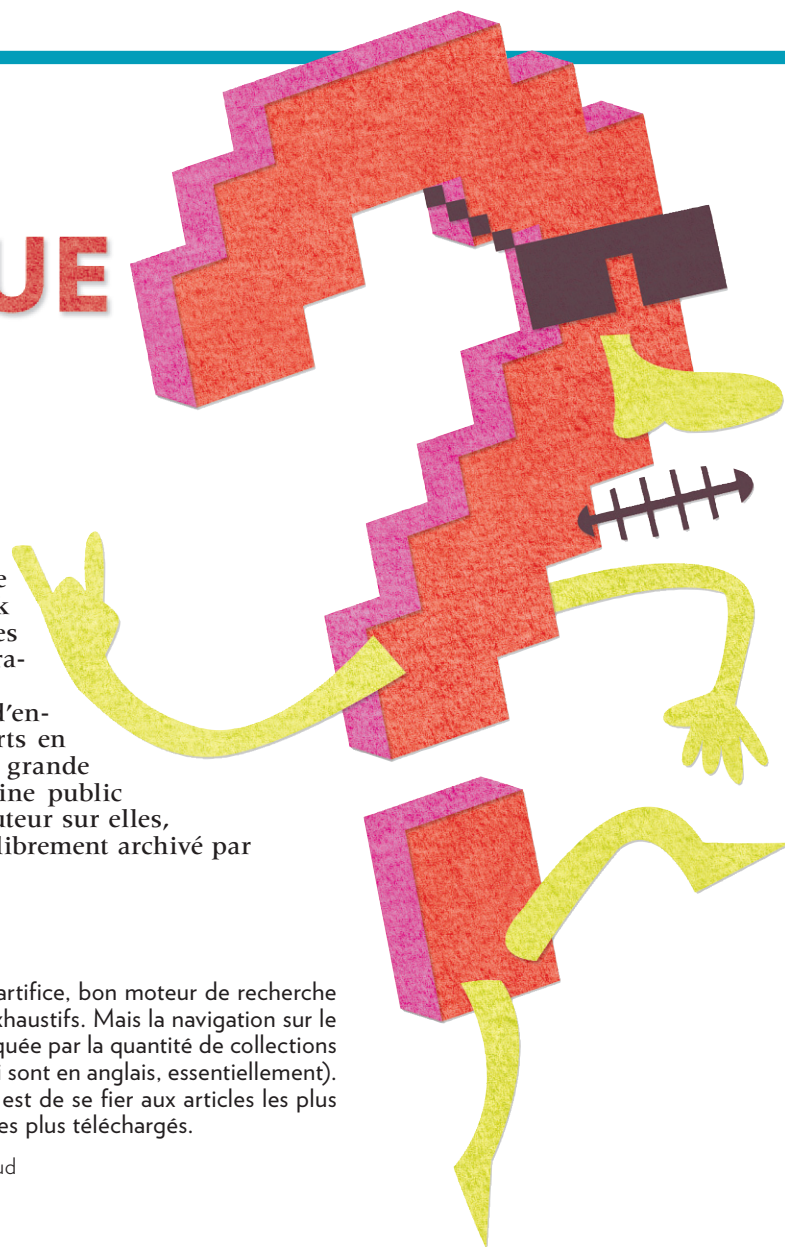 UE
e
k
es
ra-
d'en-
rts en
grande
ine public
uteur sur elles,
librement archivé par
artifice, bon moteur de recherche
xhaustifs. Mais la navigation sur le
quée par la quantité de collections
i sont en anglais, essentiellement).
est de se fier aux articles les plus
es plus téléchargés.
ud